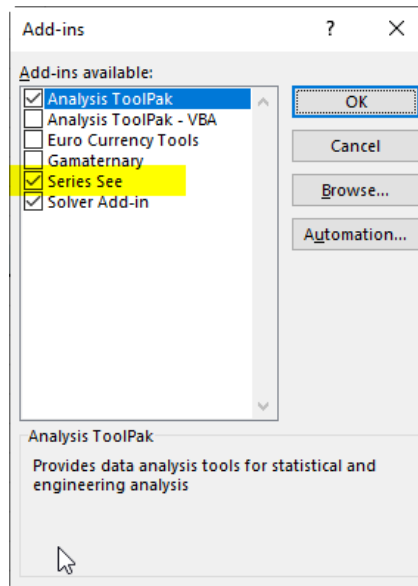 Add-ins
?
Add-ins available:
Analysis ToolPak
Analysis ToolPak - VBA
Euro Currency Tools
Gamaternary
Series See
Solver Add-in
OK
Cancel
Browse...
Automation...
Analysis ToolPak
Provides data analysis tools for statistical and
engineering analysis